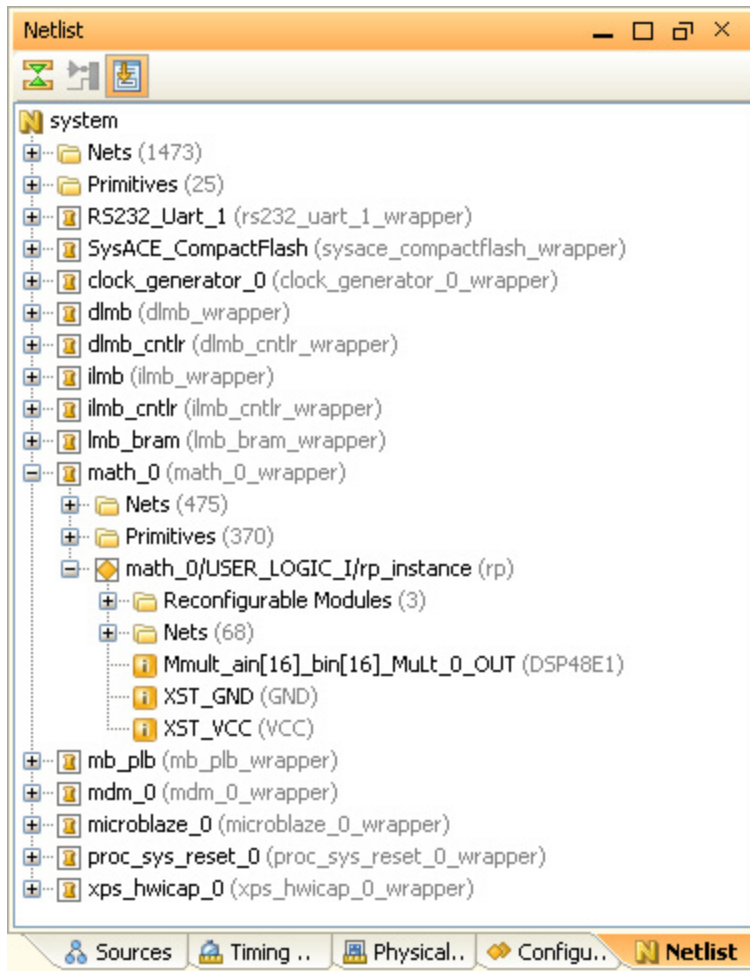 Netlist
system
Nets (1473)
Primitives (25)
RS232_Uart_1 (rs232_uart_1_wrapper)
SysACE_CompactFlash (sysace_compactflash_wrapper)
clock_generator_0 (clock_generator_0_wrapper)
dlmb (dlmb_wrapper)
dlmb_cntlr (dlmb_cntlr_wrapper)
ilmb (ilmb_wrapper)
ilmb_cntlr (ilmb_cntlr_wrapper)
lmb_bram (lmb_bram_wrapper)
math_0 (math_0_wrapper)
Nets (475)
Primitives (370)
math_0/USER_LOGIC_I/rp_instance (rp)
Reconfigurable Modules (3)
Nets (68)
Mmult_ain[16]_bin[16]_MuLt_0_OUT (DSP48E1)
XST_GND (GND)
XST_VCC (VCC)
mb_plb (mb_plb_wrapper)
mdm_0 (mdm_0_wrapper)
microblaze_0 (microblaze_0_wrapper)
proc_sys_reset_0 (proc_sys_reset_0_wrapper)
xps_hwicap_0 (xps_hwicap_0_wrapper)
Sources Timing .. Physical.. Configu.. Netlist